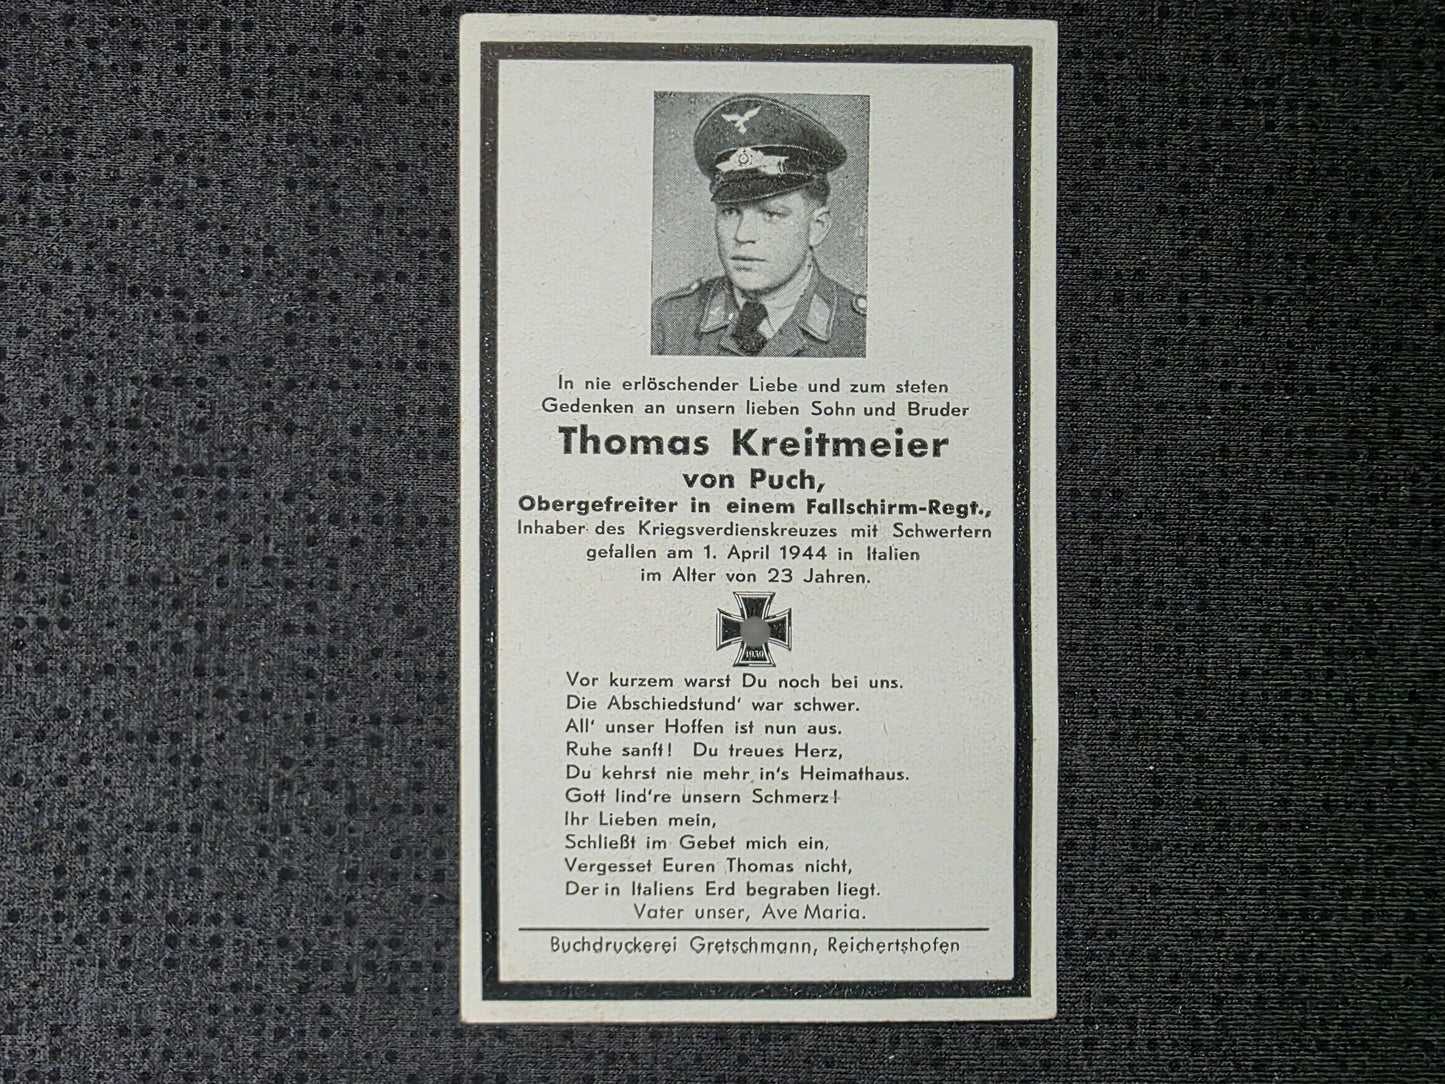 In nie erlöschender Liebe und zum steten
Gedenken an unsern lieben Sohn und Bruder
Thomas Kreitmeier
von Puch,
Obergefreiter in einem Fallschirm-Regt.,
Inhaber des Kriegsverdienskreuzes mit Schwertern
gefallen am 1. April 1944 in Italien
im Alter von 23 Jahren.
1939
Vor kurzem warst Du noch bei uns.
Die Abschiedstund' war schwer.
All' unser Hoffen ist nun aus.
Ruhe sanft! Du treues Herz,
Du kehrst nie mehr in's Heimathaus.
Gott lind're unsern Schmerz!
Ihr Lieben mein,
Schließt im Gebet mich ein,
Vergesset Euren Thomas nicht,
Der in Italiens Erd begraben liegt.
Vater unser, Ave Maria.
Buchdruckerei Gretschmann, Reichertshofen